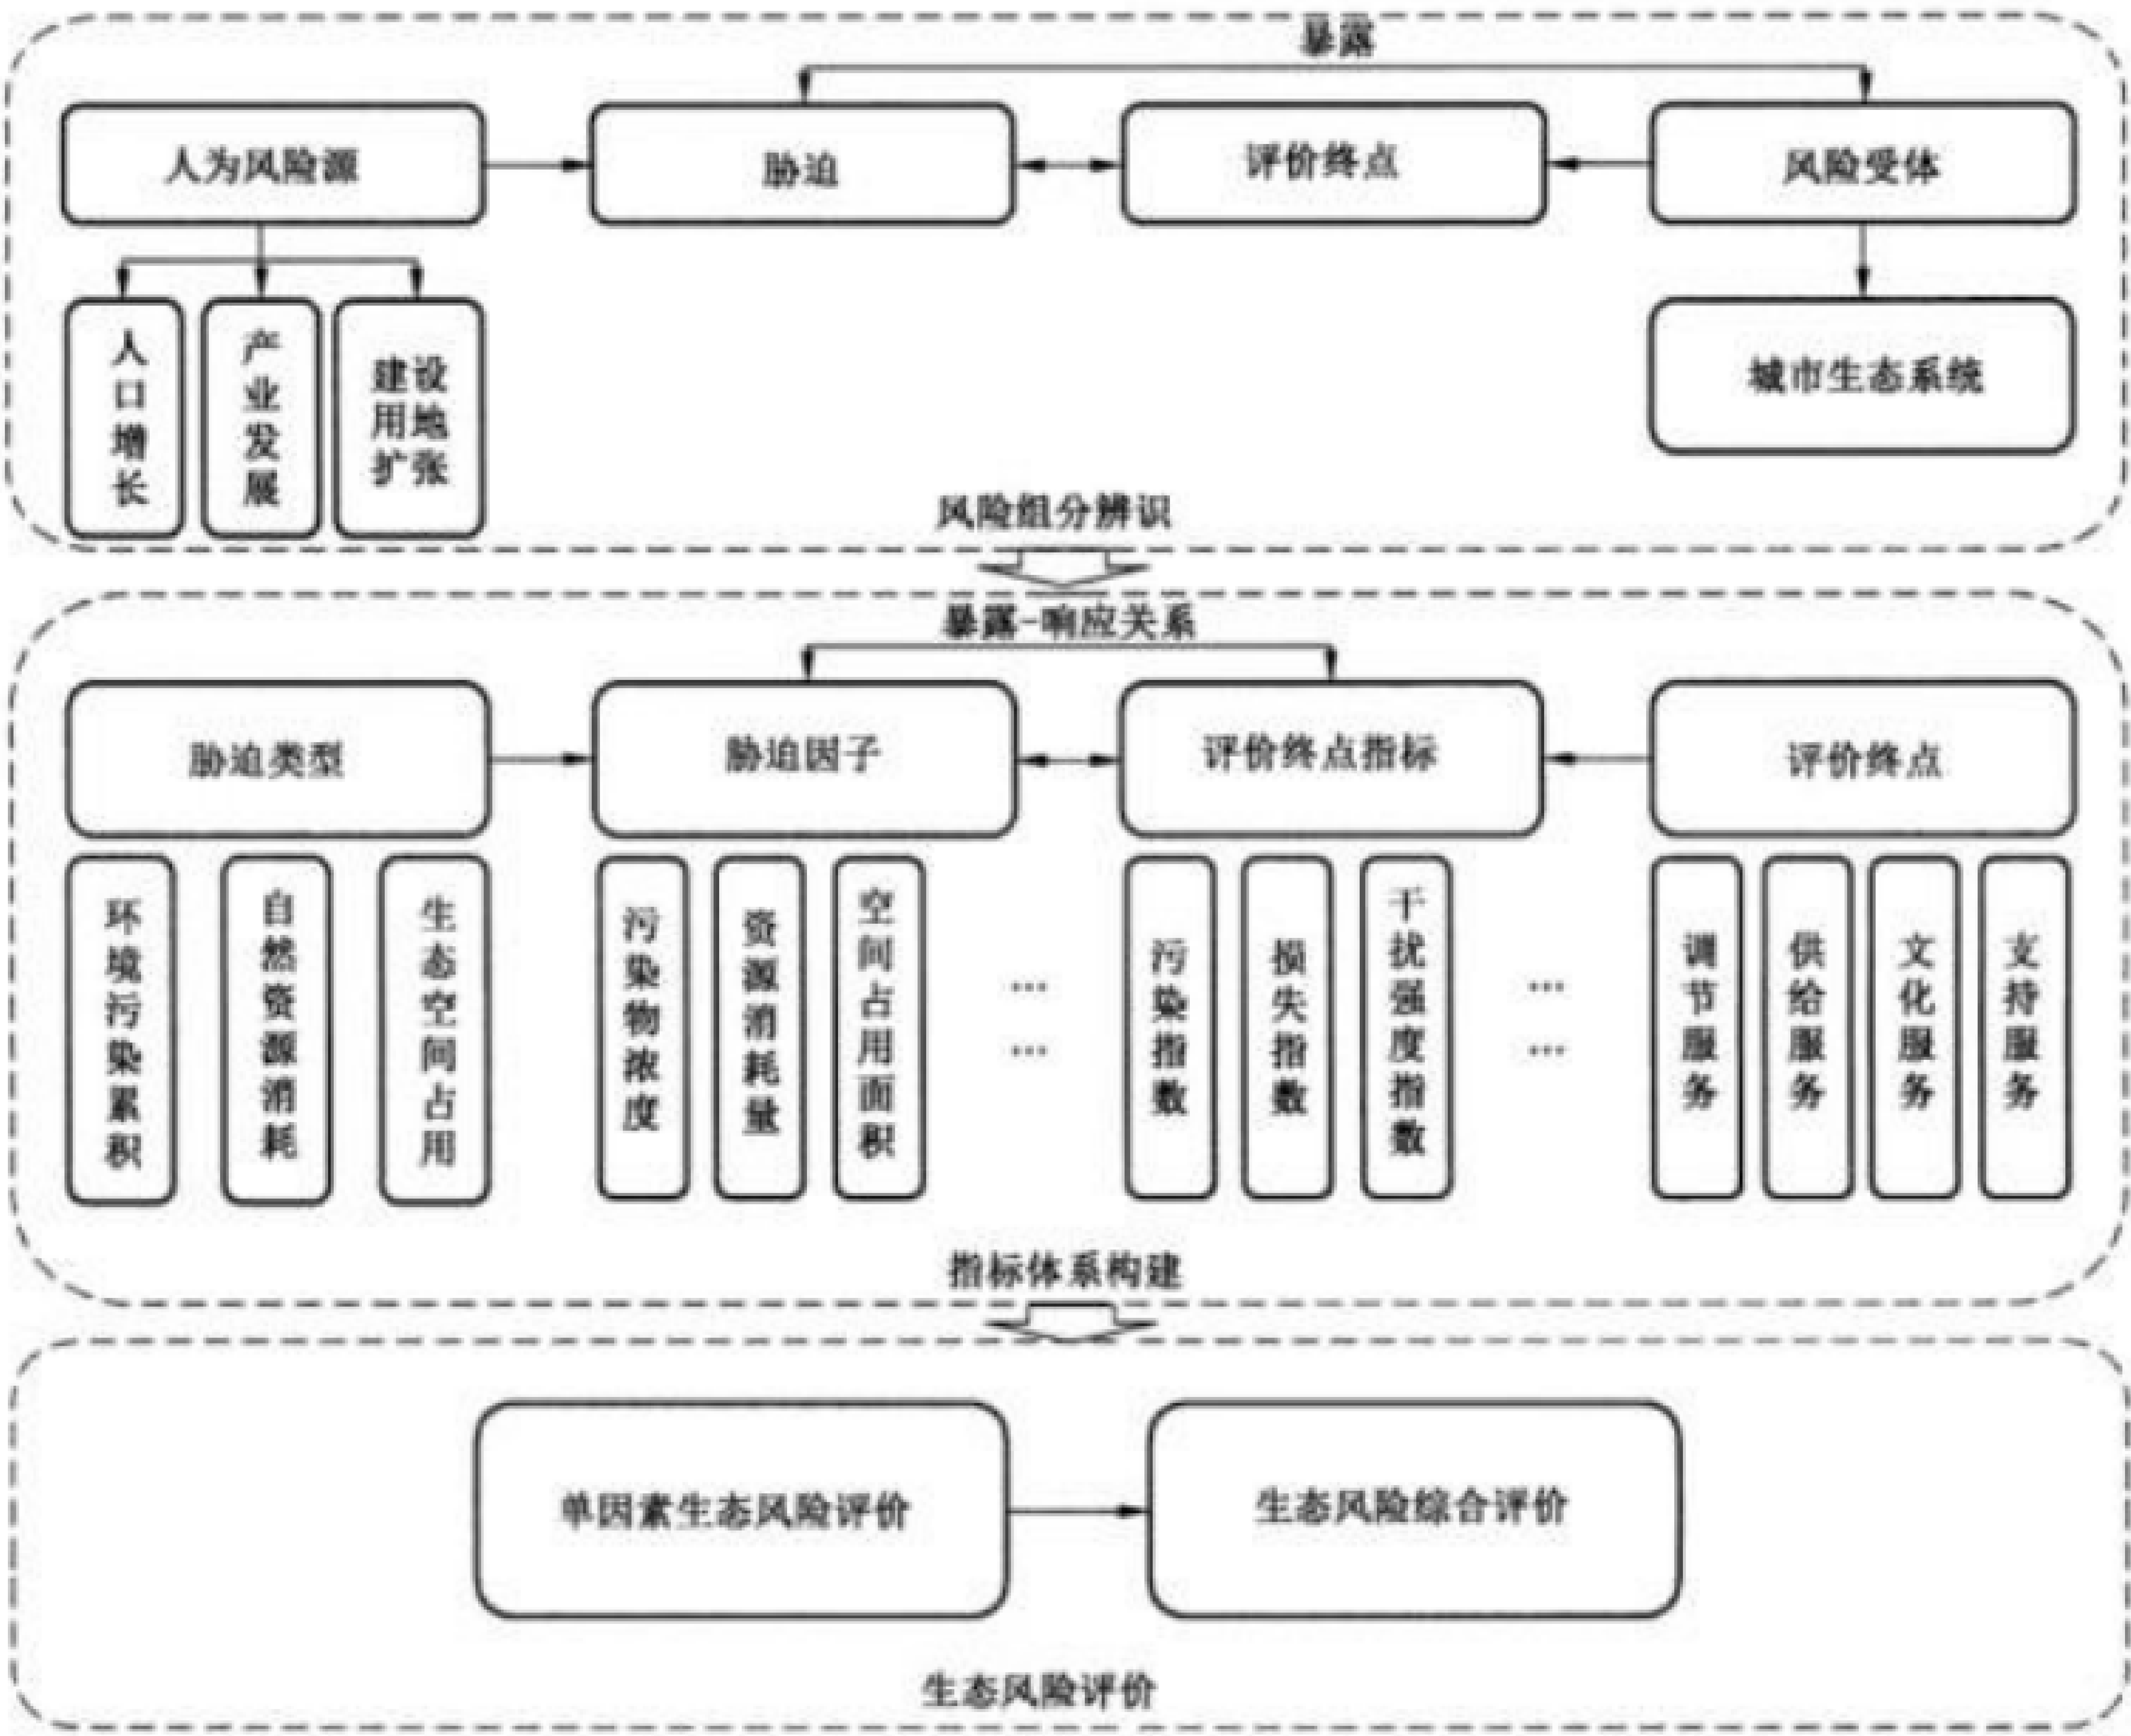 暴露
人为风险源
胁迫
评价终点
风险受体
人口增长
产业发展
建设
用地
扩张
城市生态系统
风险组分辨识
暴露-响应关系
胁迫类型
胁迫因子
评价终点指标
评价终点
环境污染累积
自然资源消耗
生态空间占用
污染物浓度
资源消耗量
空间占用面积
…
…
污染指数
损失指数
干扰强度指数
…
…
调节服务
供给服务
文化服务
支持服务
指标体系构建
单因素生态风险评价
生态风险综合评价
生态风险评价